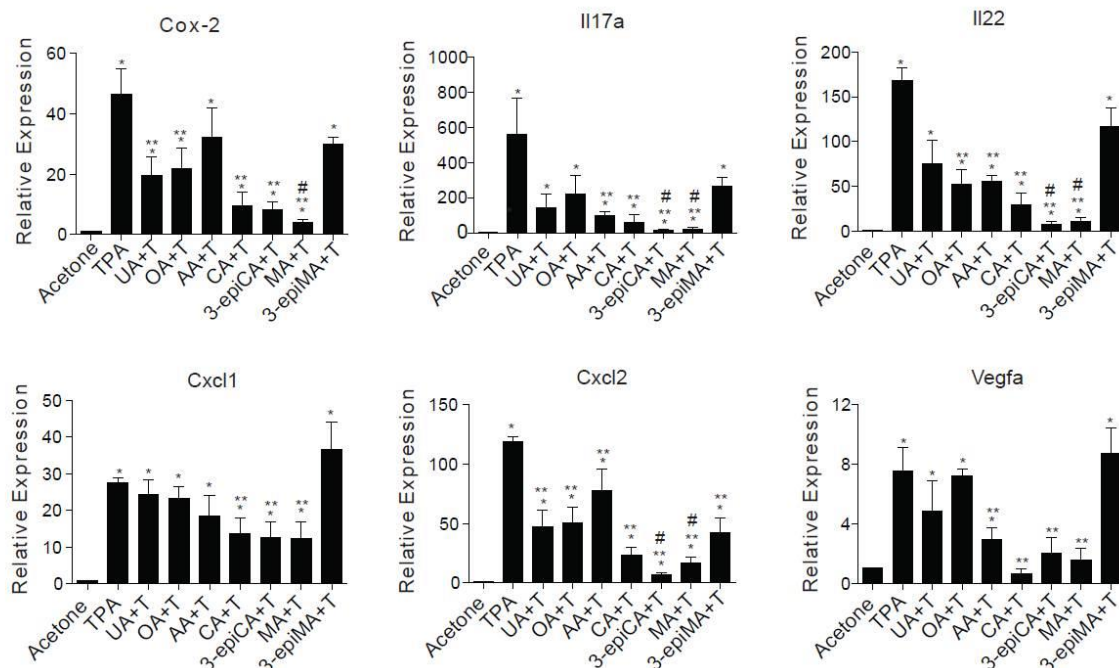 Cox-2
Relative Expression
60
40
20
0
*
**
*
**
*
*
**
*
**
*
#
**
*
*
Acetone
TPA
UA+T
OA+T
AA+T
CA+T
3-epiCA+T
MA+T
3-epiMA+T
Il17a
Relative Expression
1000
800
600
400
200
0
*
*
*
**
*
**
*
#
**
*
#
**
*
*
Acetone
TPA
UA+T
OA+T
AA+T
CA+T
3-epiCA+T
MA+T
3-epiMA+T
Il22
Relative Expression
200
150
100
50
0
*
*
**
*
**
*
**
*
#
**
*
#
**
*
*
Acetone
TPA
UA+T
OA+T
AA+T
CA+T
3-epiCA+T
MA+T
3-epiMA+T
Cxcl1
Relative Expression
50
40
30
20
10
0
*
*
*
*
**
*
**
*
**
*
*
Acetone
TPA
UA+T
OA+T
AA+T
CA+T
3-epiCA+T
MA+T
3-epiMA+T
Cxcl2
Relative Expression
150
100
50
0
*
**
*
**
*
**
*
**
*
#
**
*
#
**
*
**
*
Acetone
TPA
UA+T
OA+T
AA+T
CA+T
3-epiCA+T
MA+T
3-epiMA+T
Vegfa
Relative Expression
12
8
4
0
*
*
*
**
*
**
**
*
**
*
Acetone
TPA
UA+T
OA+T
AA+T
CA+T
3-epiCA+T
MA+T
3-epiMA+T